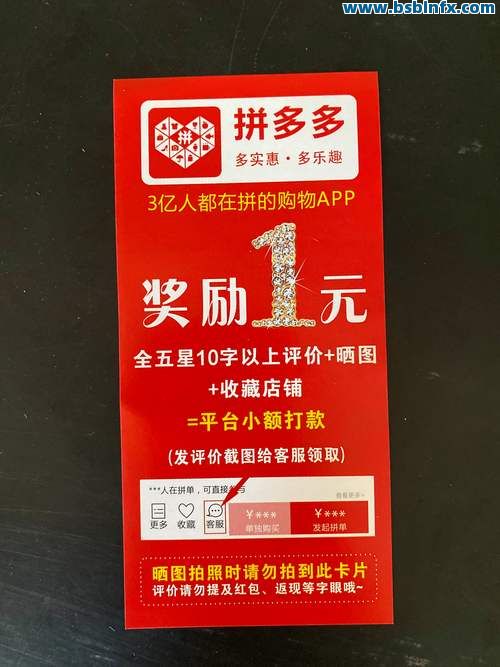 www.bsblnfx.com
拼
拼多多
多实惠·多乐趣
3亿人都在拼的购物APP
奖励1元
全五星10字以上评价+晒图
+收藏店铺
=平台小额打款
(发评价截图给客服领取)
***人在拼单,可直接参与
查看更多>
更多 收藏 客服
¥***
单独购买
¥***
发起拼单
晒图拍照时请勿拍到此卡片
评价请勿提及红包、返现等字眼哦~